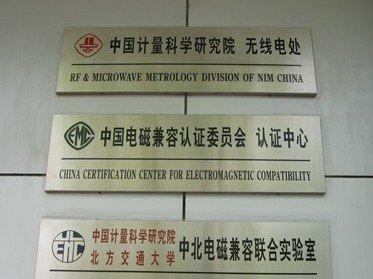 中国计量科学研究院 无线电处
RF & MICROWAVE METROLOGY DIVISION OF NIM CHINA
EMC
中国电磁兼容认证委员会 认证中心
CHINA CERTIFICATION CENTER FOR ELECTROMAGNETIC COMPATIBILITY
中国计量科学研究院
北方交通大学
中北电磁兼容联合实验室